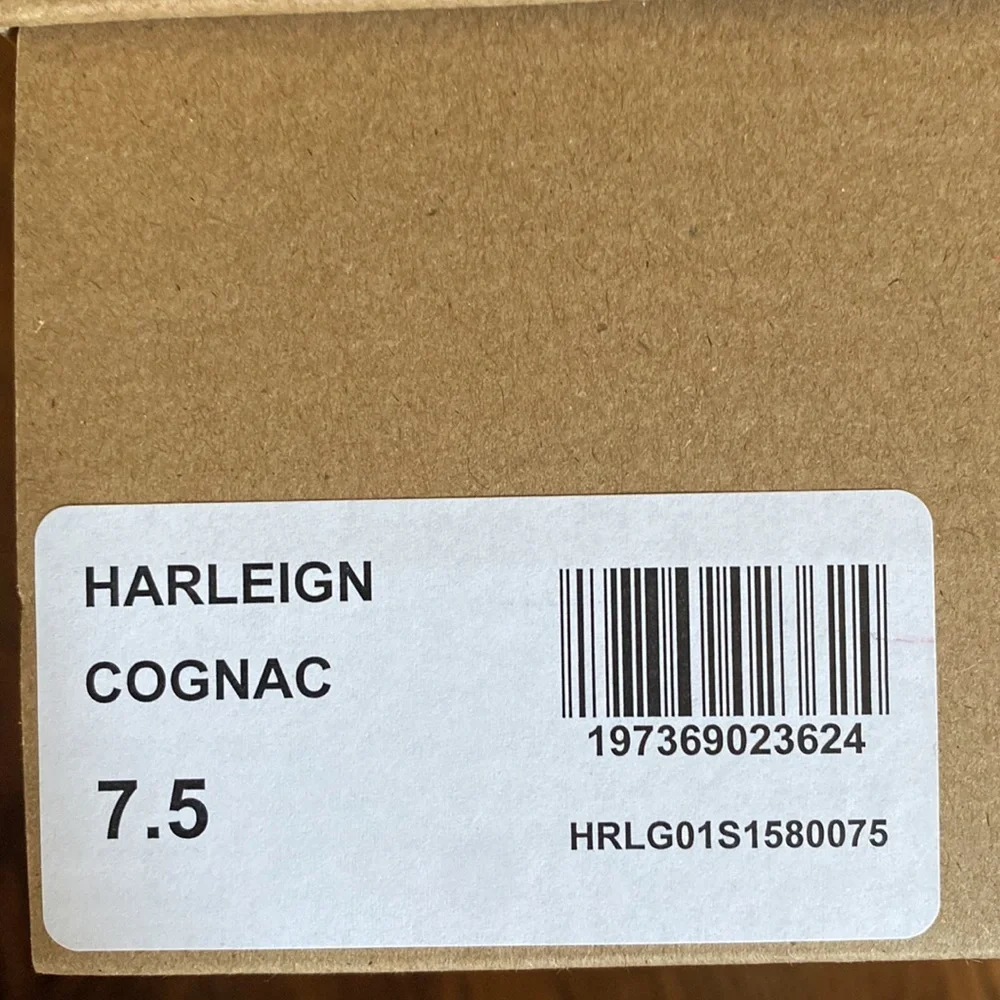 HARLEIGN
COGNAC
7.5
197369023624
HRLG01S1580075